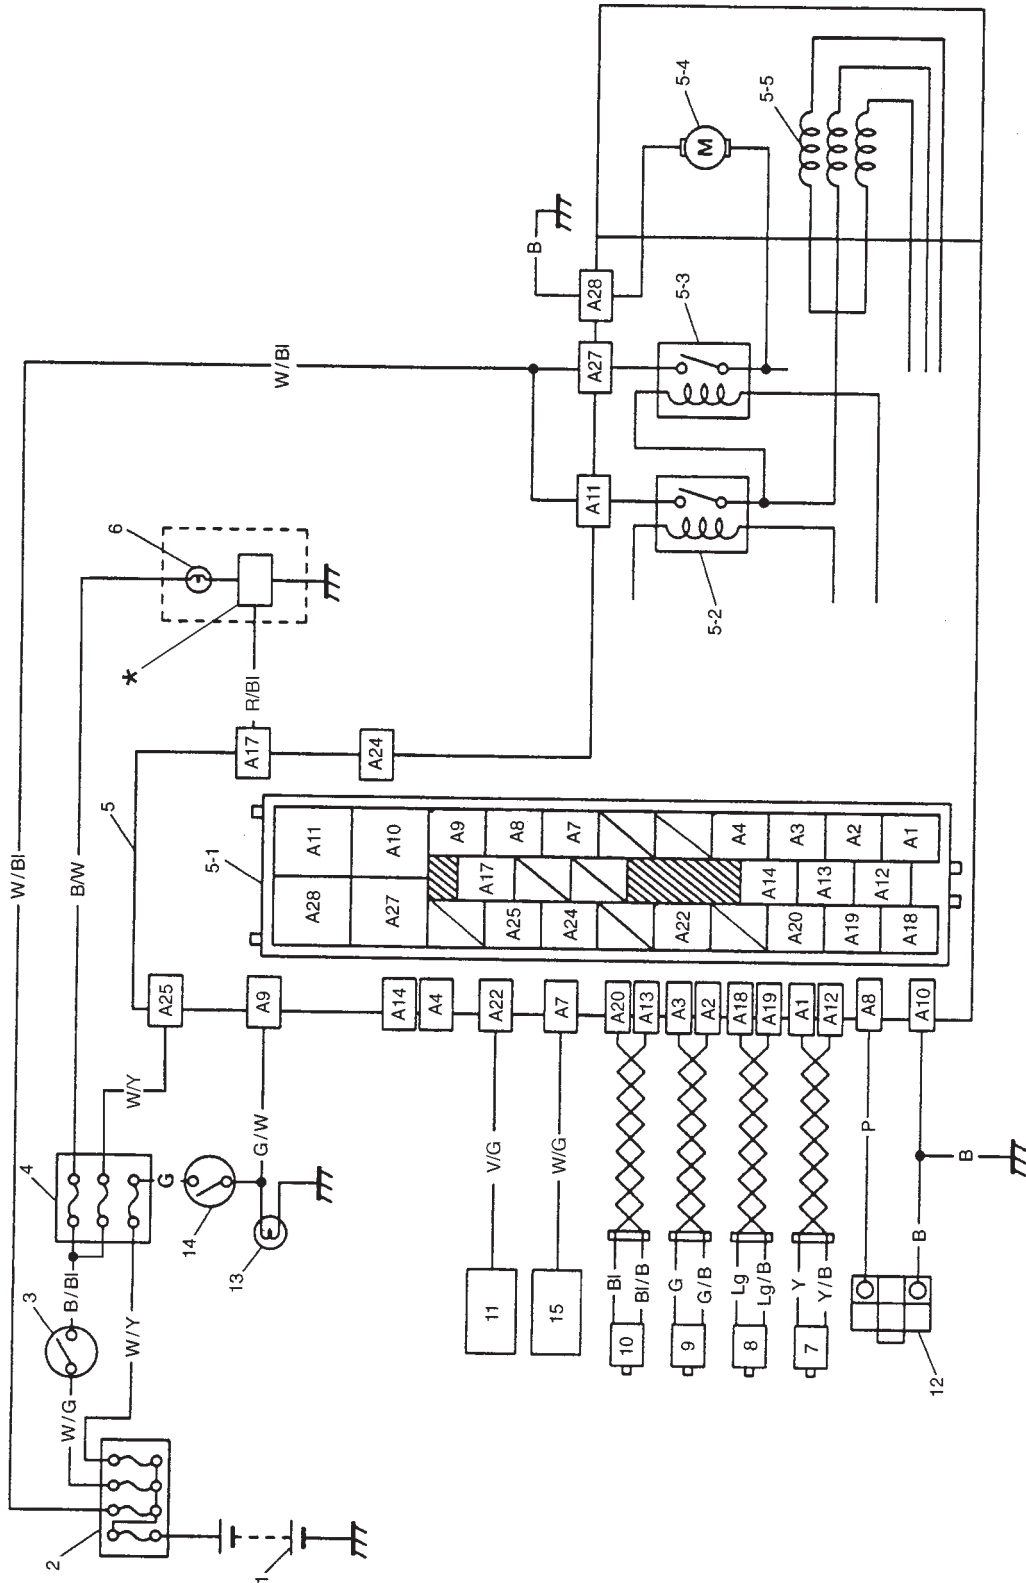 W/Bl
B/W
W/Bl
6
*
R/Bl
5
A17
A24
5-1
A28
A11
A27
A10
A9
A17
A25
A8
A24
A7
A22
A4
A14
A3
A20
A13
A2
A19
A12
A18
A1
B
A28
A27
A11
5-2
5-3
5-4
M
5-5
A25
A9
A14
A4
A22
A7
A20
A13
A3
A2
A18
A19
A1
A12
A8
A10
W/Y
G/W
V/G
W/G
P
B
B
4
G
14
13
3
B/Bl
W/Y
W/G
2
1
11
15
Bl
Bl/B
10
G
G/B
9
Lg
Lg/B
8
Y
Y/B
7
12